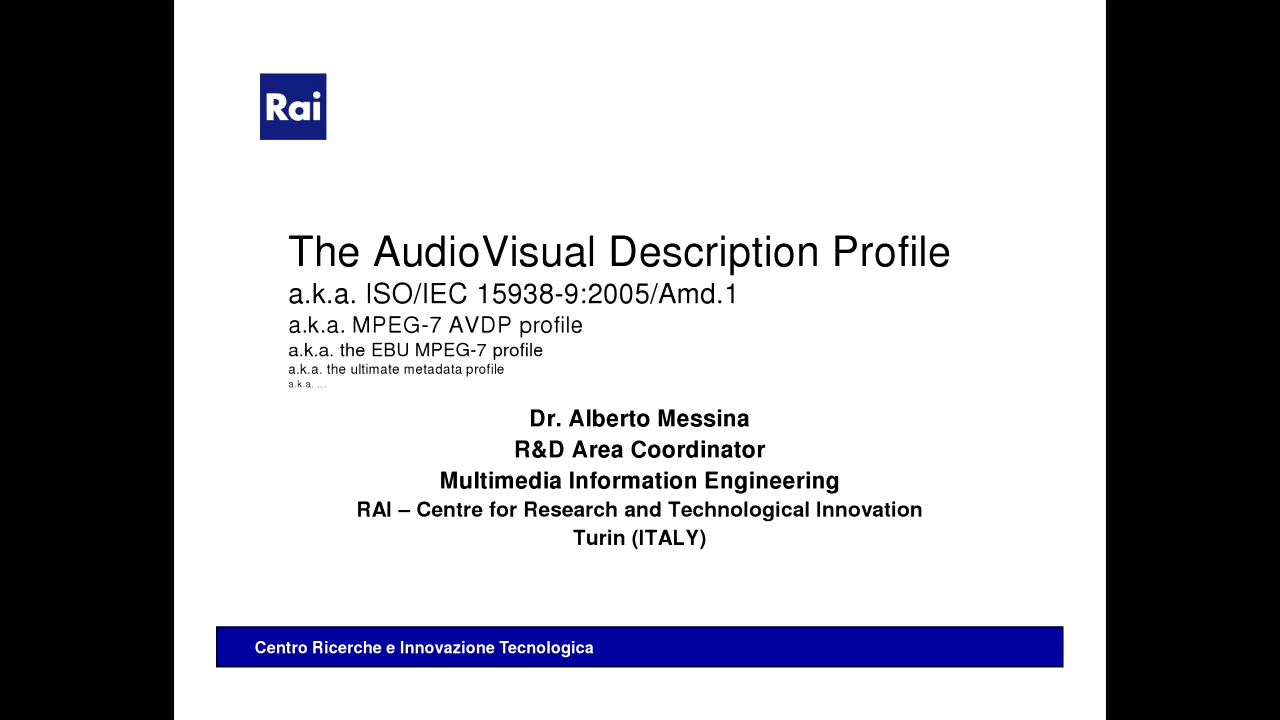 Rai
The AudioVisual Description Profile
a.k.a. ISO/IEC 15938-9:2005/Amd.1
a.k.a. MPEG-7 AVDP profile
a.k.a. the EBU MPEG-7 profile
a.k.a. the ultimate metadata profile
a.k.a. ...
Dr. Alberto Messina
R&D Area Coordinator
Multimedia Information Engineering
RAI – Centre for Research and Technological Innovation
Turin (ITALY)
Centro Ricerche e Innovazione Tecnologica